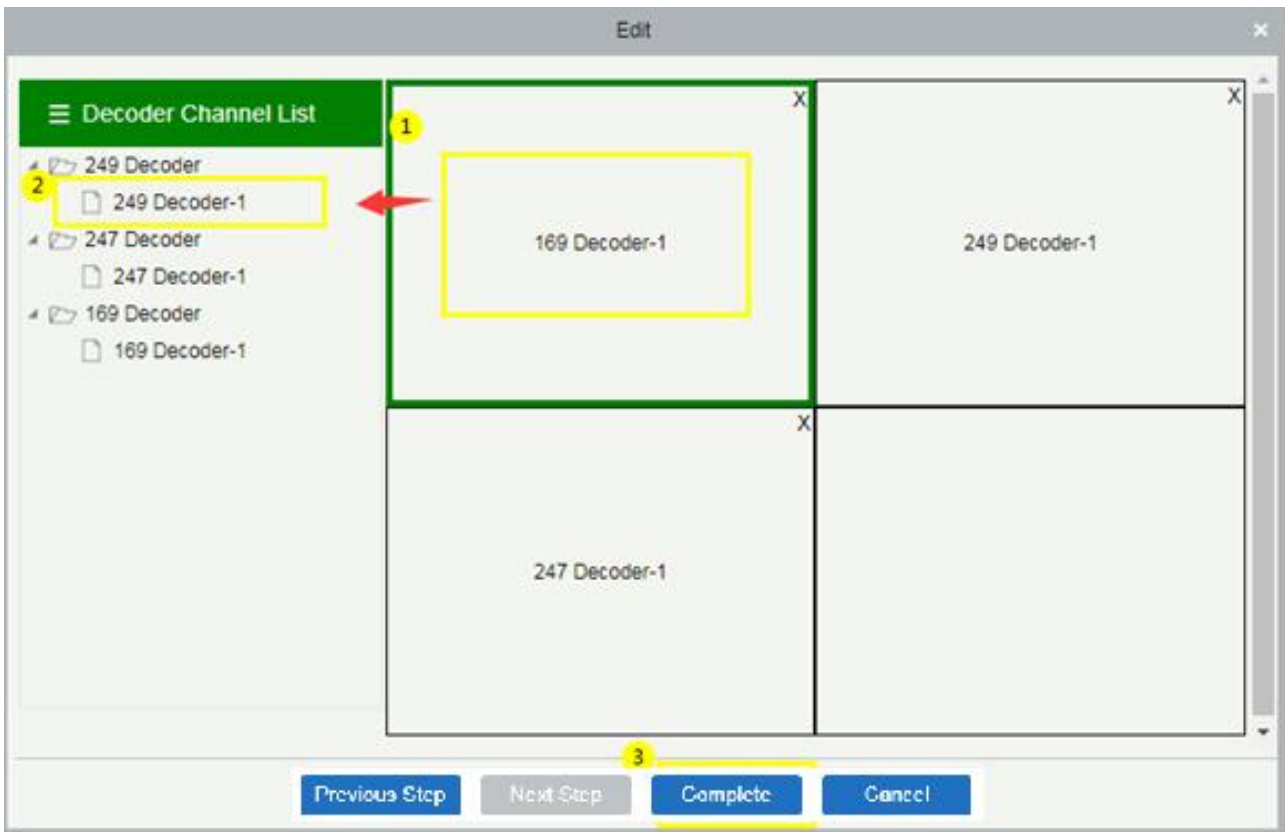 Edit
×
☰ Decoder Channel List
249 Decoder
2
249 Decoder-1
247 Decoder
247 Decoder-1
169 Decoder
169 Decoder-1
1
X
169 Decoder-1
X
249 Decoder-1
X
247 Decoder-1
3
Previous Step
Next Step
Complete
Cancel